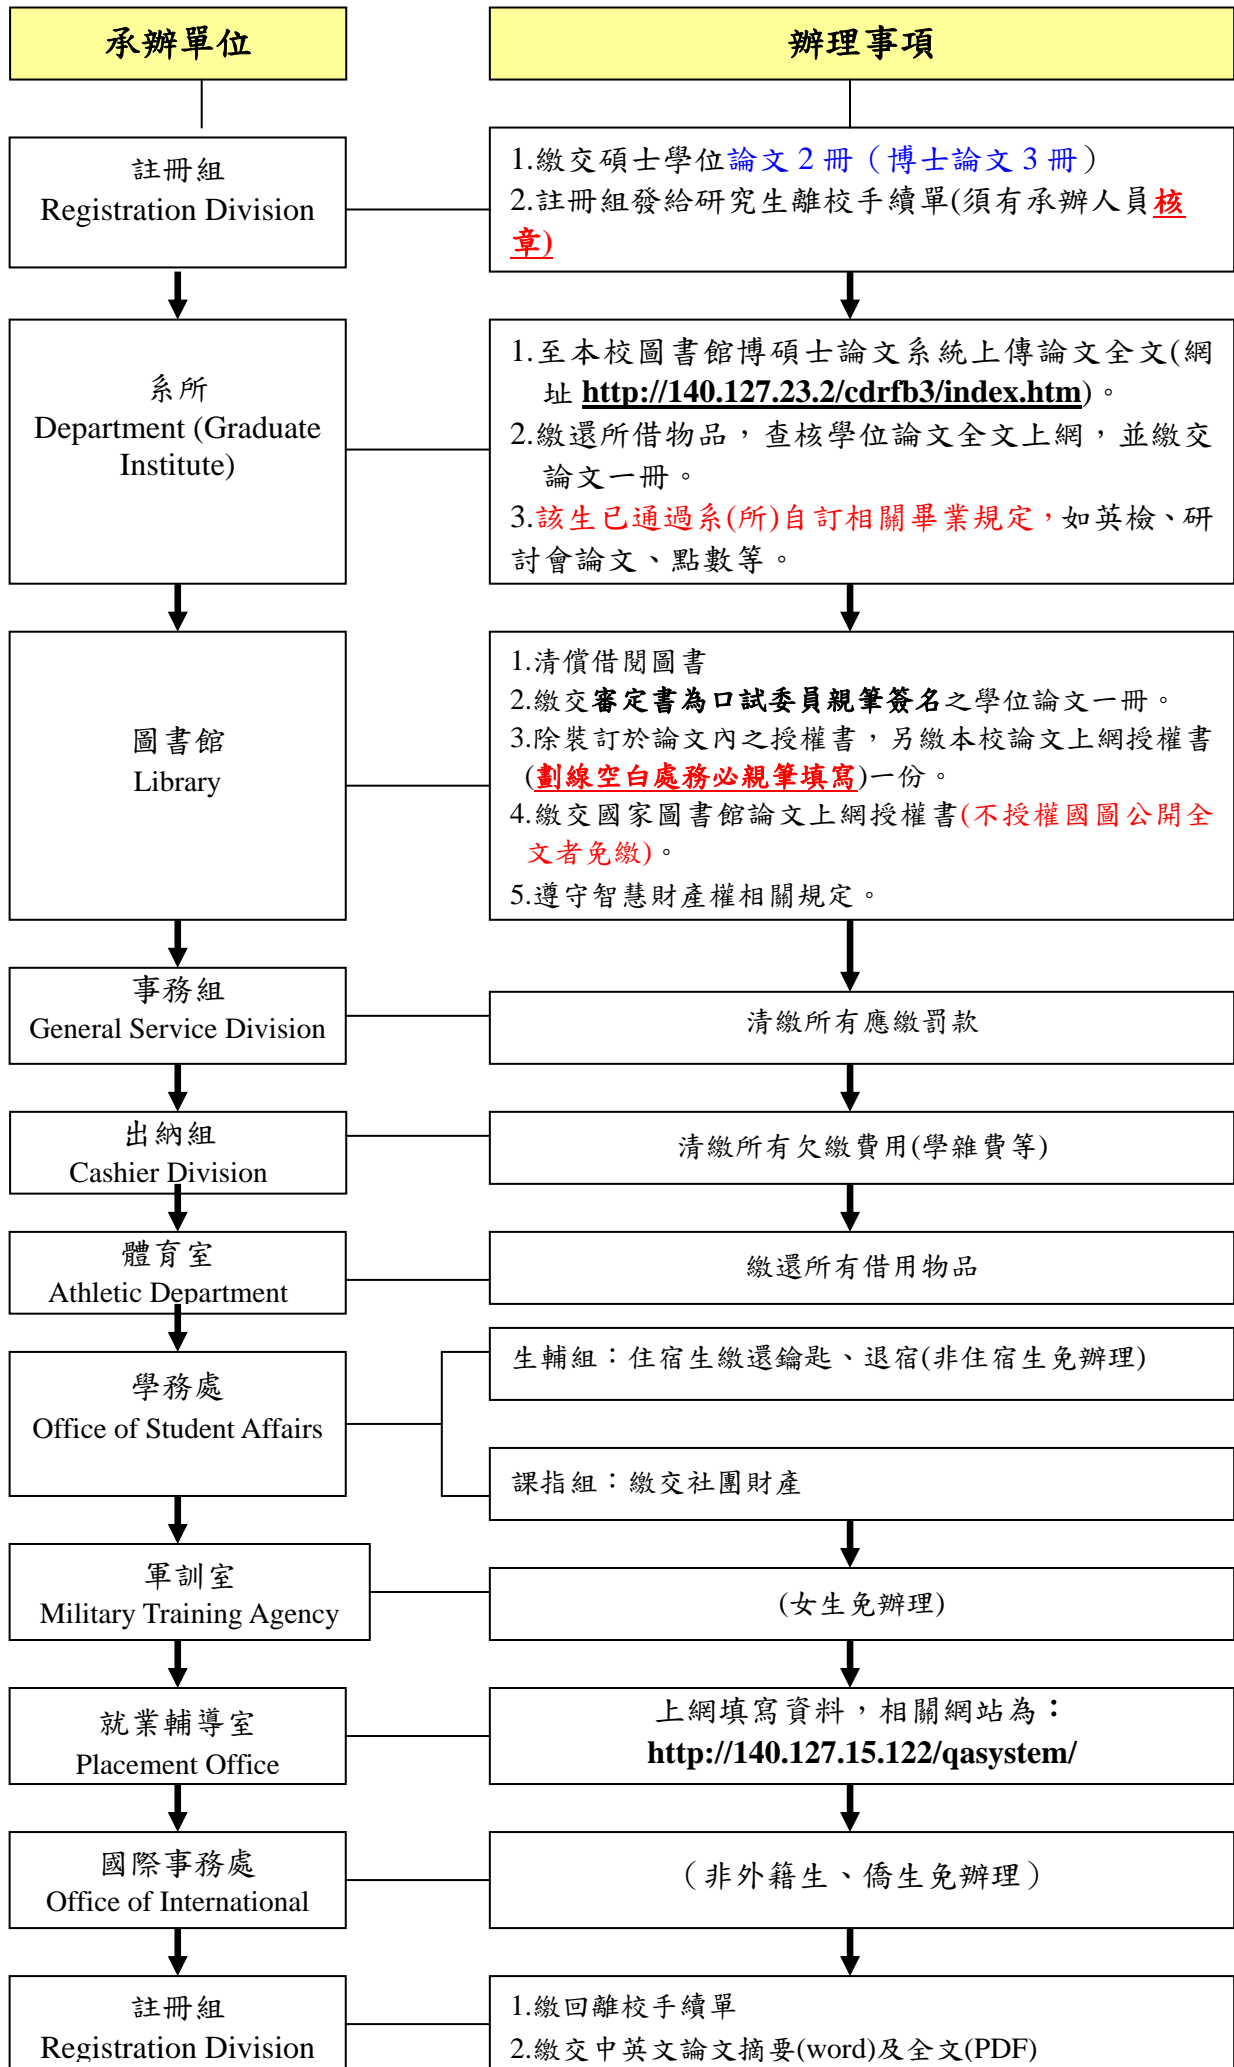 承辦單位
辦理事項
註冊組
Registration Division
1.繳交碩士學位論文 2 冊（博士論文 3 冊）
2.註冊組發給研究生離校手續單(須有承辦人員核
章)
系所
Department (Graduate
Institute)
1.至本校圖書館博碩士論文系統上傳論文全文(網
址 http://140.127.23.2/cdrfb3/index.htm)。
2.繳還所借物品，查核學位論文全文上網，並繳交
論文一冊。
3.該生已通過系(所)自訂相關畢業規定，如英檢、研
討會論文、點數等。
圖書館
Library
1.清償借閱圖書
2.繳交審定書為口試委員親筆簽名之學位論文一冊。
3.除裝訂於論文內之授權書，另繳本校論文上網授權書
(劃線空白處務必親筆填寫)一份。
4.繳交國家圖書館論文上網授權書(不授權國圖公開全
文者免繳)。
5.遵守智慧財產權相關規定。
事務組
General Service Division
清繳所有應繳罰款
出納組
Cashier Division
清繳所有欠繳費用(學雜費等)
體育室
Athletic Department
繳還所有借用物品
學務處
Office of Student Affairs
生輔組：住宿生繳還鑰匙、退宿(非住宿生免辦理)
課指組：繳交社團財產
軍訓室
Military Training Agency
(女生免辦理)
就業輔導室
Placement Office
上網填寫資料，相關網站為：
http://140.127.15.122/qasystem/
國際事務處
Office of International
（非外籍生、僑生免辦理）
註冊組
Registration Division
1.繳回離校手續單
2.繳交中英文論文摘要(word)及全文(PDF)